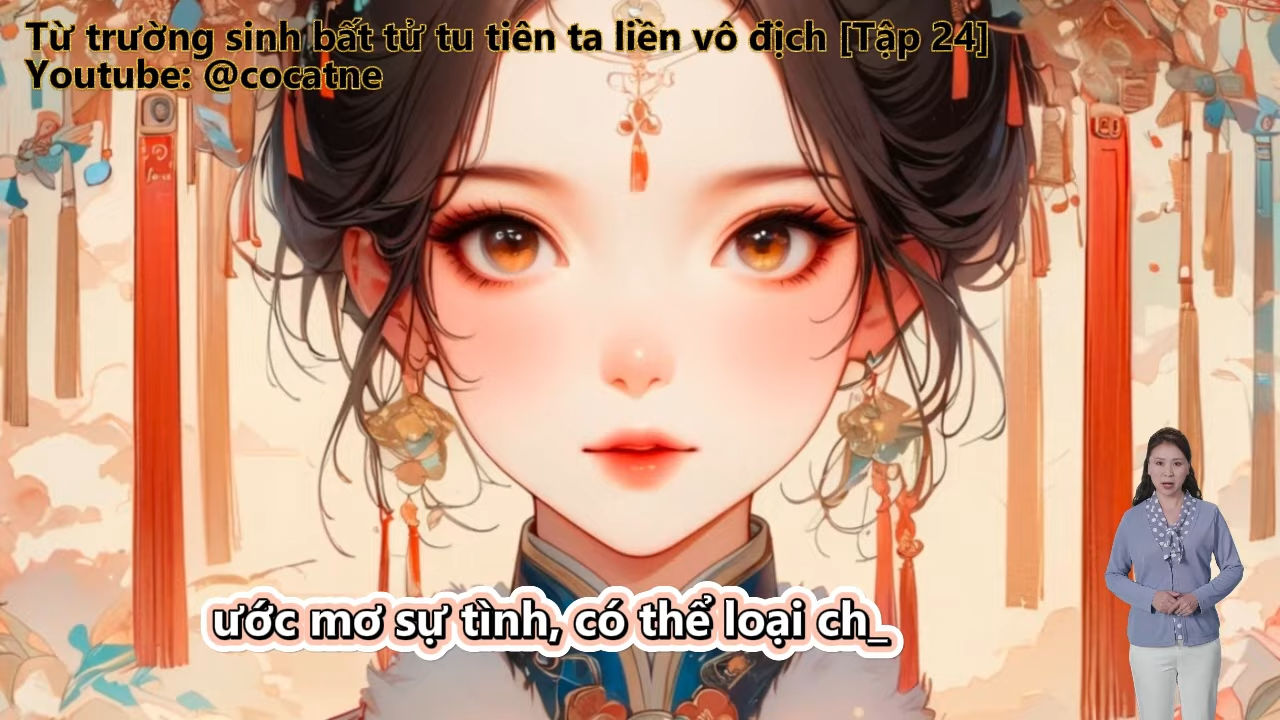 Từ trường sinh bất tử tu tiên ta liền vô địch [Tập 24]
Youtube: @cocatne
ước mơ sự tình, có thể loại ch_